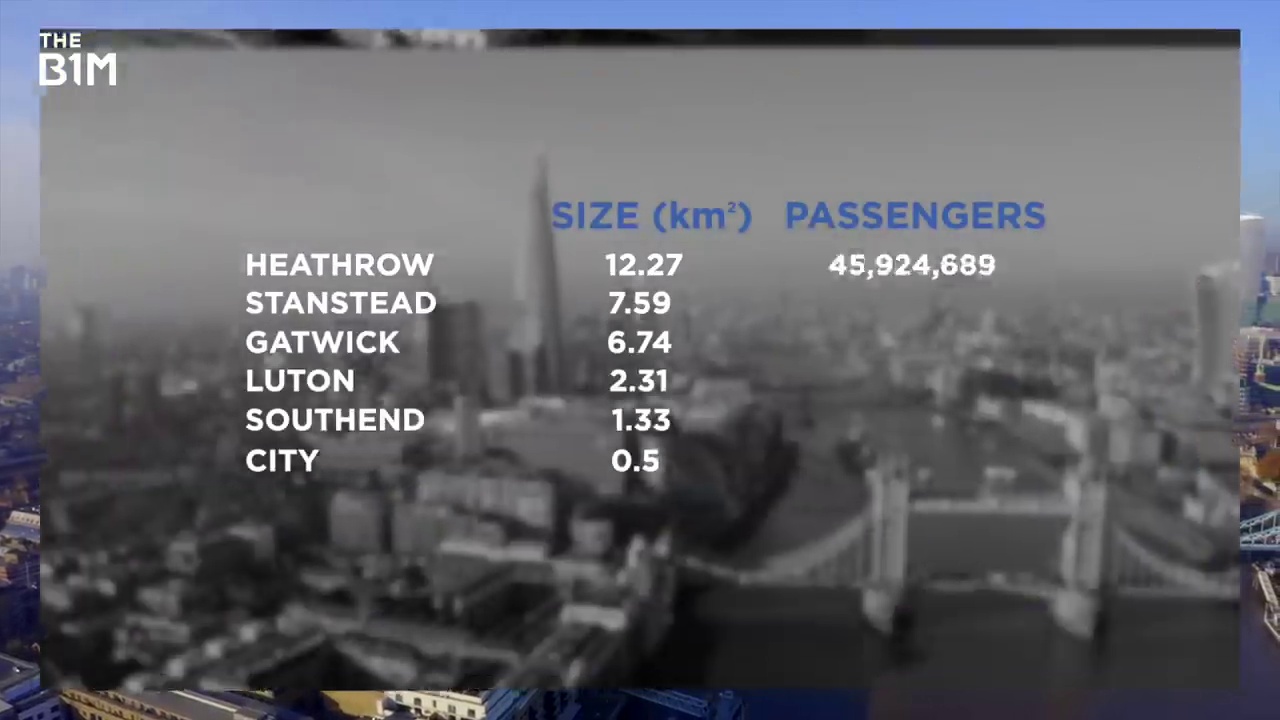 THE
B1M
SIZE (km²) PASSENGERS
HEATHROW 12.27 45,924,689
STANSTEAD 7.59
GATWICK 6.74
LUTON 2.31
SOUTHEND 1.33
CITY 0.5